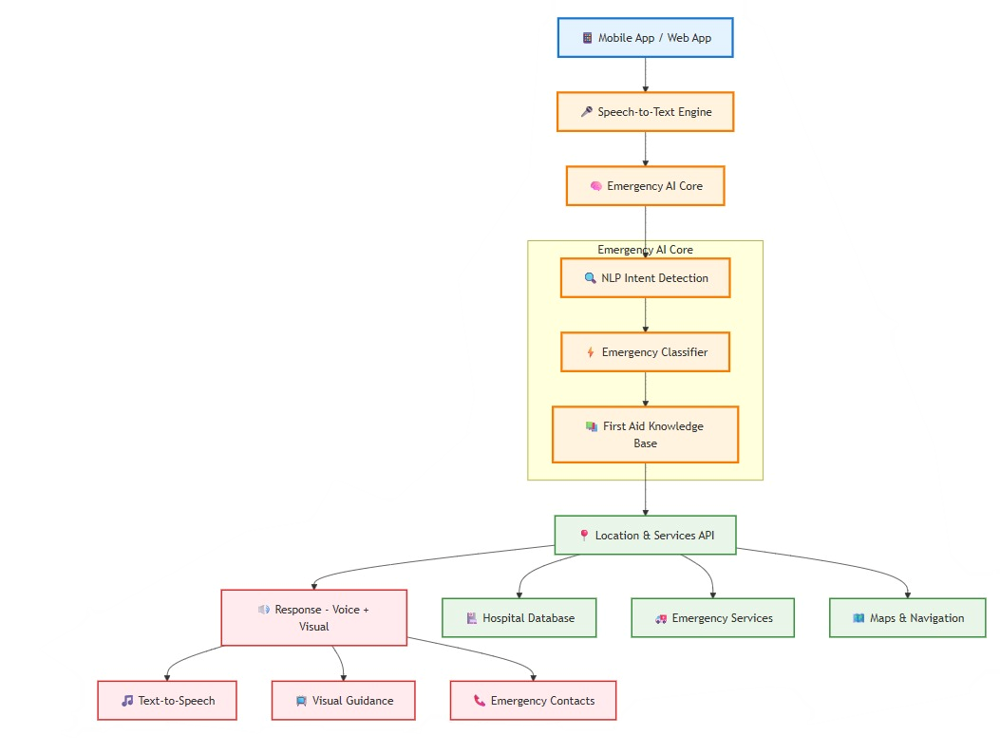 Mobile App / Web App
Speech-to-Text Engine
Emergency AI Core
Emergency AI Core
NLP Intent Detection
Emergency Classifier
First Aid Knowledge
Base
Location & Services API
Response - Voice +
Visual
Hospital Database
Emergency Services
Maps & Navigation
Text-to-Speech
Visual Guidance
Emergency Contacts